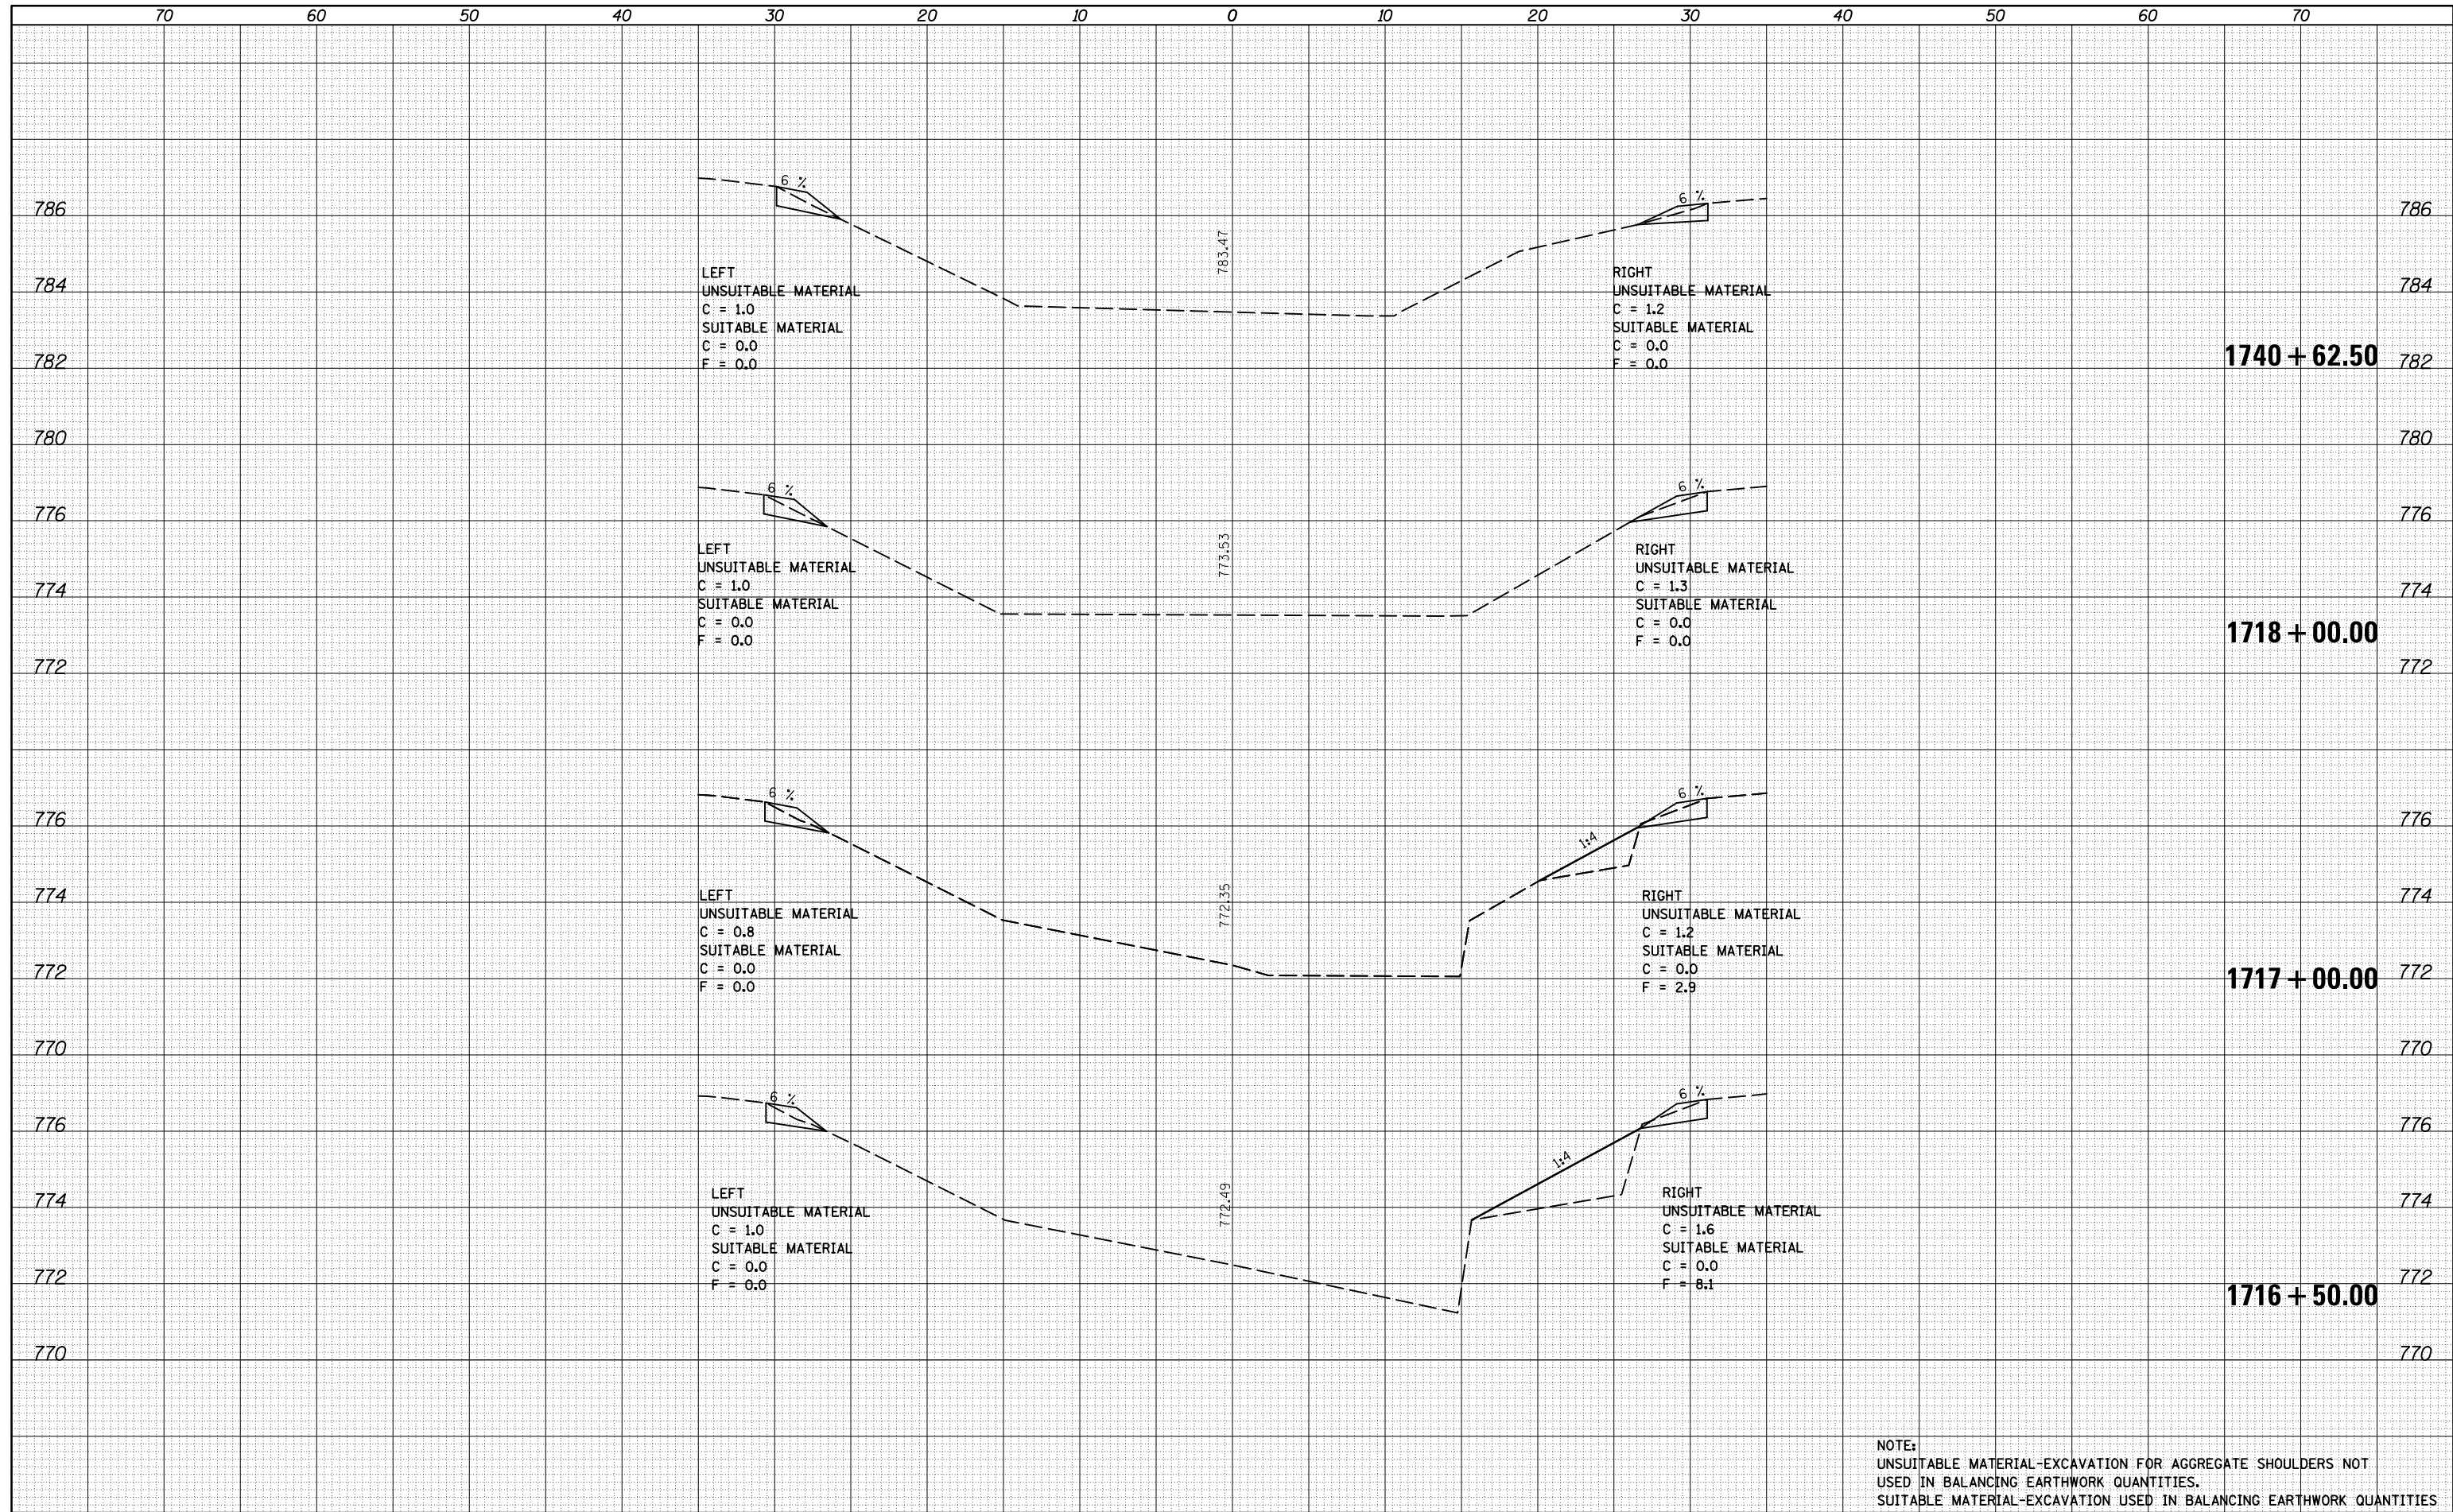 70 60 50 40 30 20 10 0 10 20 30 40 50 60 70
6 %
6 %
786
786
783.47
LEFT
UNSUITABLE MATERIAL
C = 1.0
SUITABLE MATERIAL
C = 0.0
F = 0.0
RIGHT
UNSUITABLE MATERIAL
C = 1.2
SUITABLE MATERIAL
C = 0.0
F = 0.0
784
784
782
1740 + 62.50
782
780
780
6 %
6 %
776
776
773.53
LEFT
UNSUITABLE MATERIAL
C = 1.0
SUITABLE MATERIAL
C = 0.0
F = 0.0
RIGHT
UNSUITABLE MATERIAL
C = 1.3
SUITABLE MATERIAL
C = 0.0
F = 0.0
774
774
1718 + 00.00
772
772
6 %
6 %
776
776
1:4
772.35
LEFT
UNSUITABLE MATERIAL
C = 0.8
SUITABLE MATERIAL
C = 0.0
F = 0.0
RIGHT
UNSUITABLE MATERIAL
C = 1.2
SUITABLE MATERIAL
C = 0.0
F = 2.9
774
774
772
1717 + 00.00
772
770
770
6 %
6 %
776
776
1:4
772.49
LEFT
UNSUITABLE MATERIAL
C = 1.0
SUITABLE MATERIAL
C = 0.0
F = 0.0
RIGHT
UNSUITABLE MATERIAL
C = 1.6
SUITABLE MATERIAL
C = 0.0
F = 8.1
774
774
772
772
1716 + 50.00
770
770
NOTE:
UNSUITABLE MATERIAL-EXCAVATION FOR AGGREGATE SHOULDERS NOT
USED IN BALANCING EARTHWORK QUANTITIES.
SUITABLE MATERIAL-EXCAVATION USED IN BALANCING EARTHWORK QUANTITIES